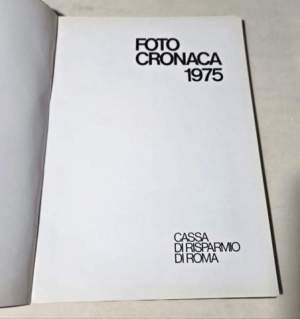 FOTO
CRONACA
1975
CASSA
DI RISPARMIO
DI ROMA